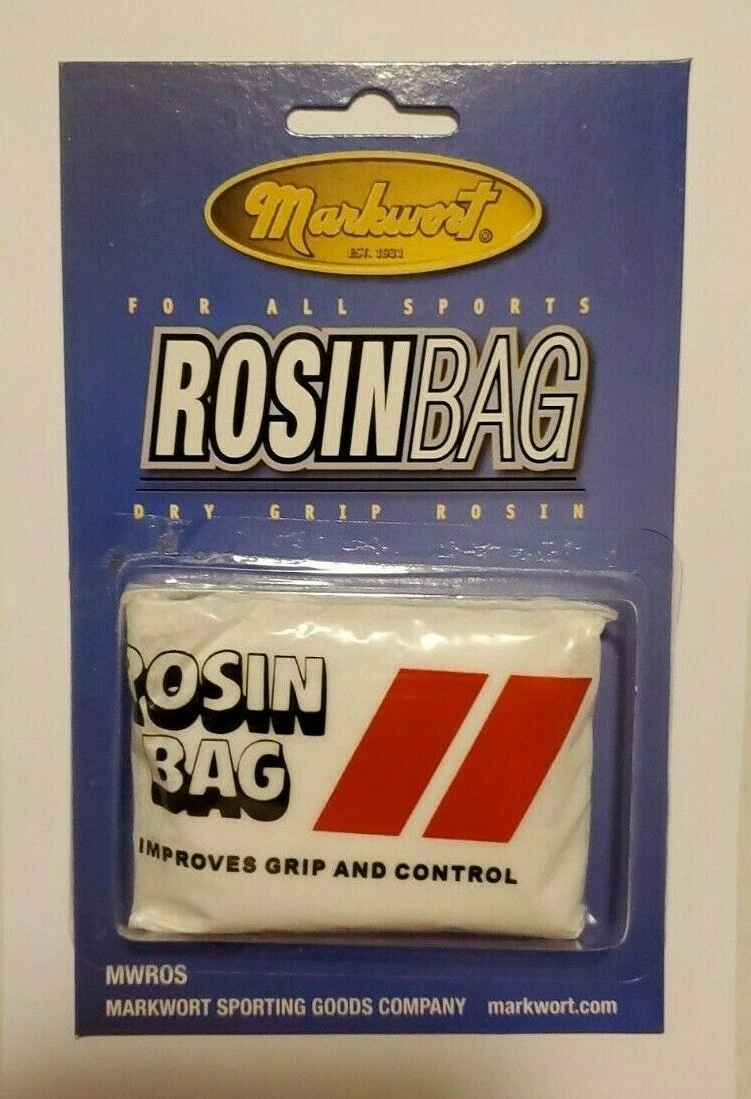 Markwort®
EST. 1931
FOR ALL SPORTS
ROSINBAG
DRY GRIP ROSIN
ROSIN
BAG
IMPROVES GRIP AND CONTROL
MWROS
MARKWORT SPORTING GOODS COMPANY markwort.com